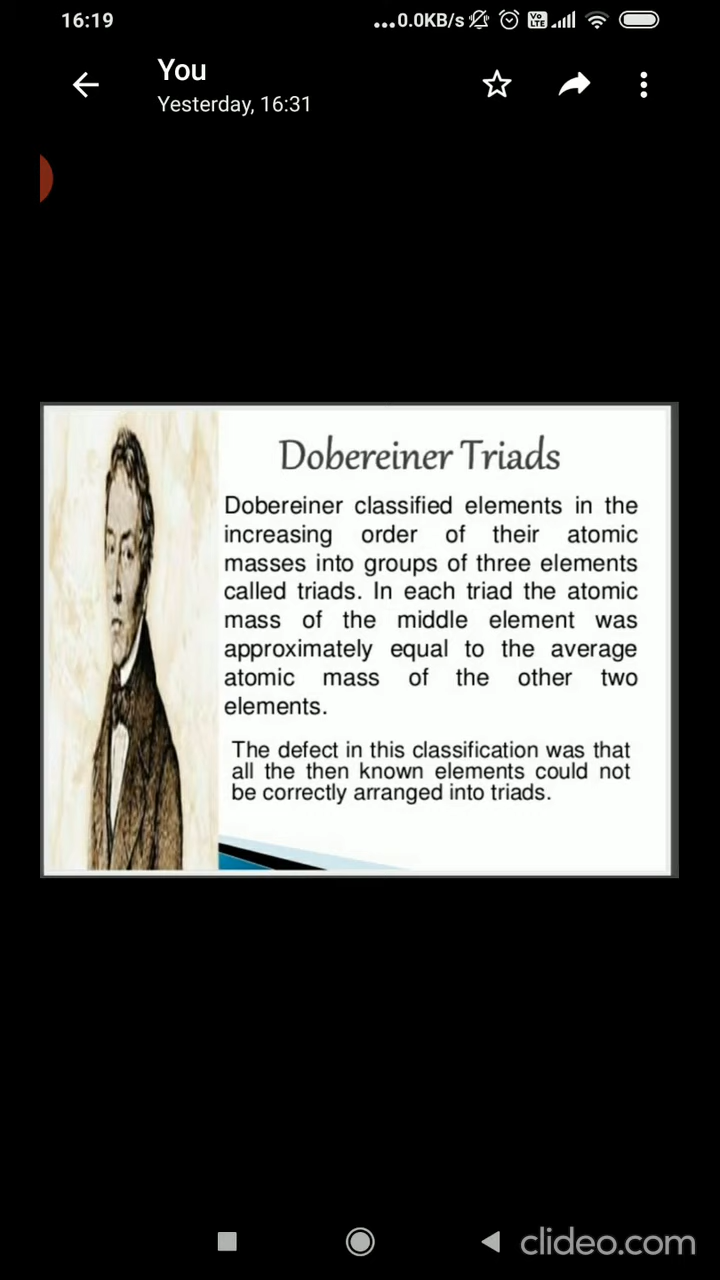 16:19 ...0.0KB/s Vo LTE
You
Yesterday, 16:31
Dobereiner Triads
Dobereiner classified elements in the
increasing order of their atomic
masses into groups of three elements
called triads. In each triad the atomic
mass of the middle element was
approximately equal to the average
atomic mass of the other two
elements.
The defect in this classification was that
all the then known elements could not
be correctly arranged into triads.
clideo.com